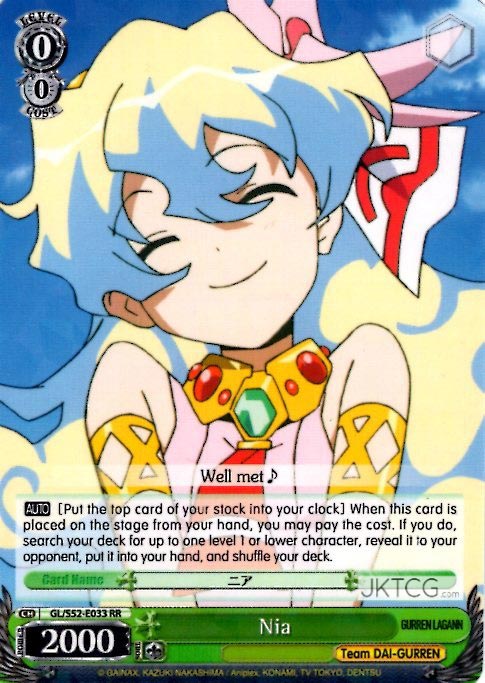 LEVEL
0
0
COST
Well met♪
AUTO [Put the top card of your stock into your clock] When this card is
placed on the stage from your hand, you may pay the cost. If you do,
search your deck for up to one level 1 or lower character, reveal it to your
opponent, put it into your hand, and shuffle your deck.
Card Name ニア
JKTCG.com
CH GL/S52-E033 RR
POWER 2000 SOUL
Nia
GURREN LAGANN
Team DAI-GURREN
© GAINAX, KAZUKI NAKASHIMA / Aniplex, KONAMI, TV TOKYO, DENTSU